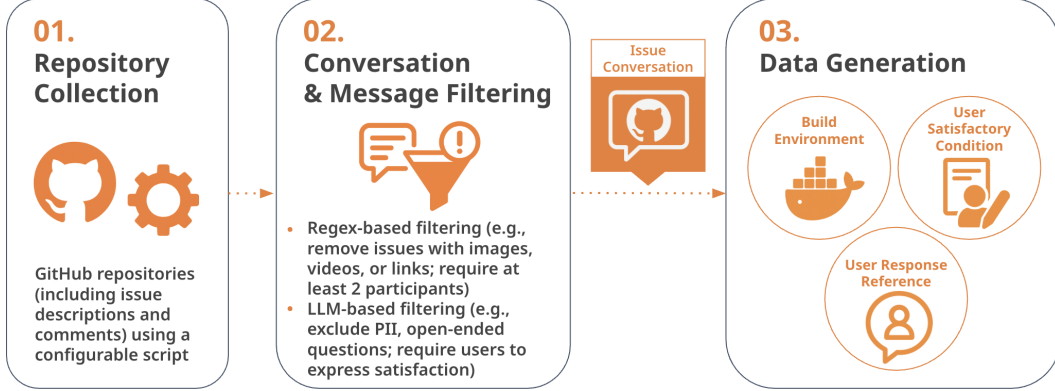 01.
Repository
Collection
GitHub repositories
(including issue
descriptions and
comments) using a
configurable script
02.
Conversation
& Message Filtering
• Regex-based filtering (e.g.,
remove issues with images,
videos, or links; require at
least 2 participants)
• LLM-based filtering (e.g.,
exclude PII, open-ended
questions; require users to
express satisfaction)
Issue
Conversation
03.
Data Generation
Build
Environment
User
Satisfactory
Condition
User Response
Reference